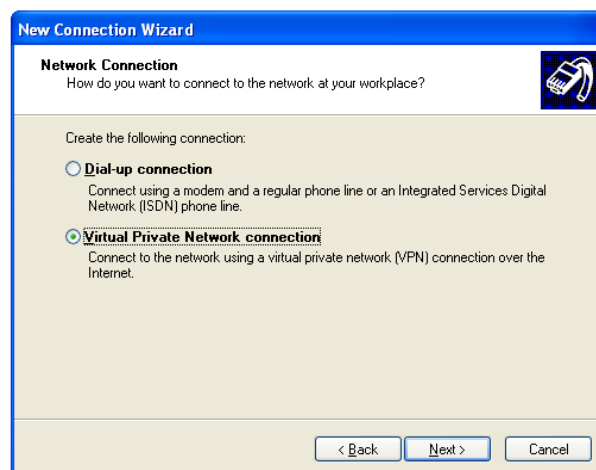 New Connection Wizard
Network Connection
How do you want to connect to the network at your workplace?
Create the following connection:
Dial-up connection
Connect using a modem and a regular phone line or an Integrated Services Digital
Network (ISDN) phone line.
Virtual Private Network connection
Connect to the network using a virtual private network (VPN) connection over the
Internet.
< Back
Next >
Cancel